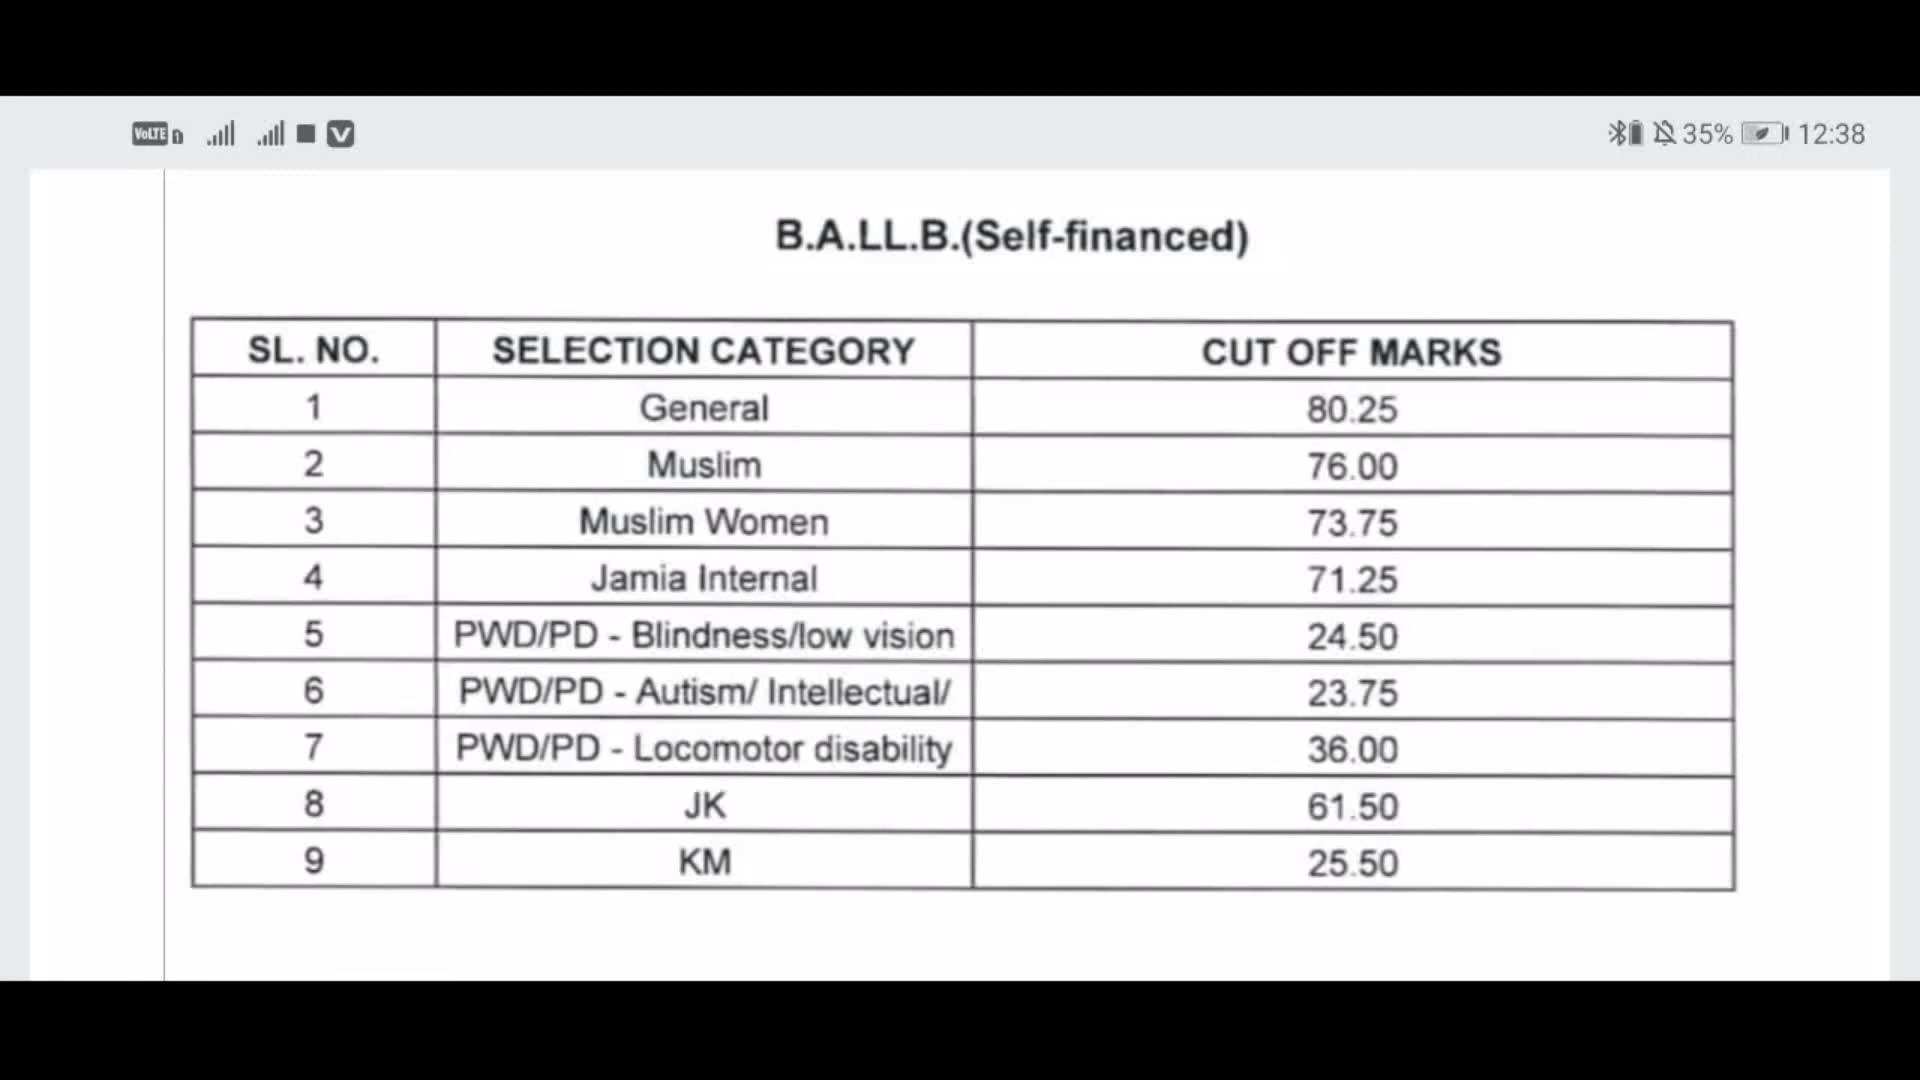 VoLTE 1 V 35% 12:38
B.A.LL.B.(Self-financed)
SL. NO. SELECTION CATEGORY CUT OFF MARKS
1 General 80.25
2 Muslim 76.00
3 Muslim Women 73.75
4 Jamia Internal 71.25
5 PWD/PD - Blindness/low vision 24.50
6 PWD/PD - Autism/ Intellectual/ 23.75
7 PWD/PD - Locomotor disability 36.00
8 JK 61.50
9 KM 25.50